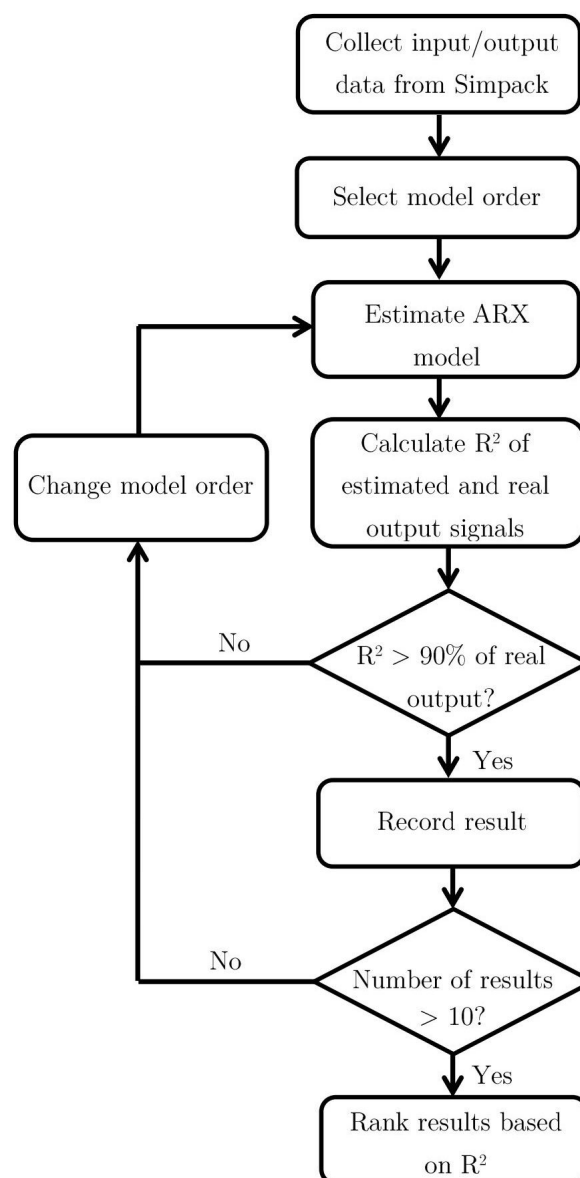 Collect input/output
data from Simpack
Select model order
Estimate ARX
model
Change model order
Calculate R² of
estimated and real
output signals
No
R² > 90% of real
output?
Yes
Record result
No
Number of results
> 10?
Yes
Rank results based
on R²